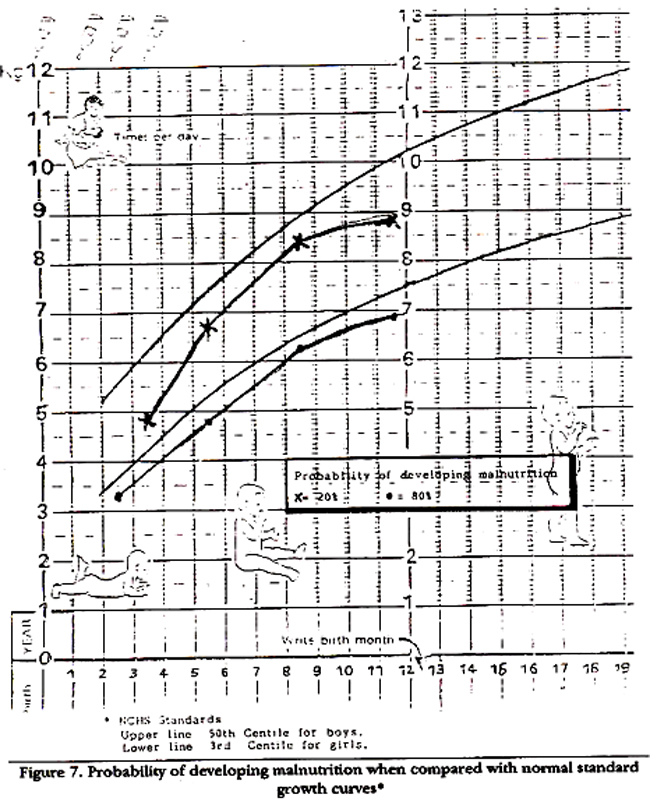 13
Kg 12
12
11
11
Times per day
10
10
9
9
8
8
7
7
6
6
5
5
4
Probability of developing malnutrition
X= 20% • = 80%
3
2
2
1
1
YEAR
Write birth month
0
1 2 3 4 5 6 7 8 9 10 11 12 13 14 15 16 17 18 19
* NCHS Standards
Upper line 50th Centile for boys.
Lower line 3rd Centile for girls.
Figure 7. Probability of developing malnutrition when compared with normal standard
growth curves*